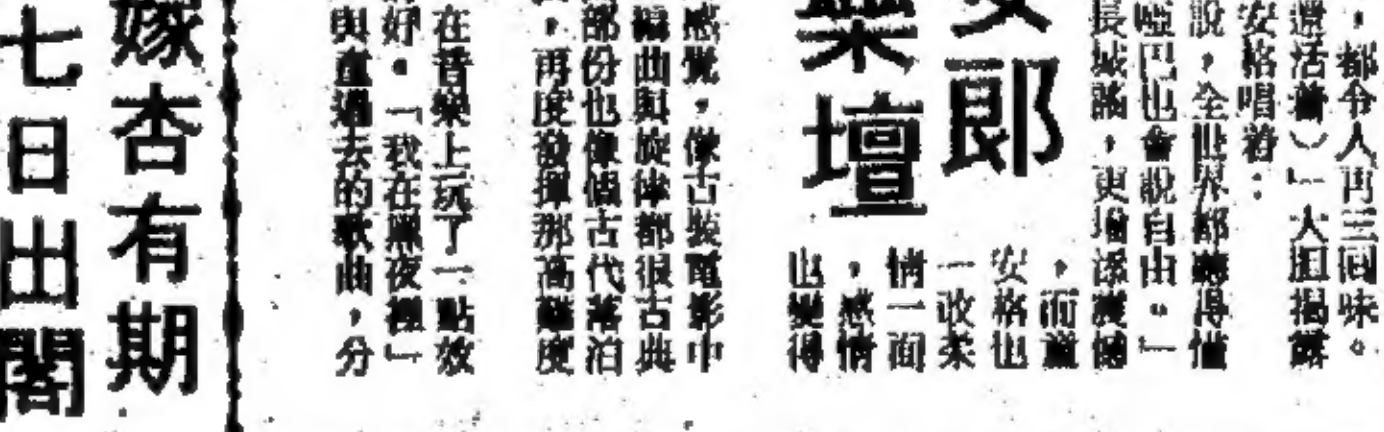 ，都令人再三回味。
還活着）」大胆揭露
安格唱着：
說，全世界都聽得懂
啞巴也會說自由。」
長城謠，更增添淒
，而童
安格也
一改柔
情一面
，感情
也變得
郎
樂壇
感覺，像古裝電影中
編曲與旋律都很古典
部份也像個古代落泊
，再度發揮那高難度
在音樂上玩了一點效
好。「我在黑夜裡」
與童過去的歌曲，分
嫁杏有期
七日出閣